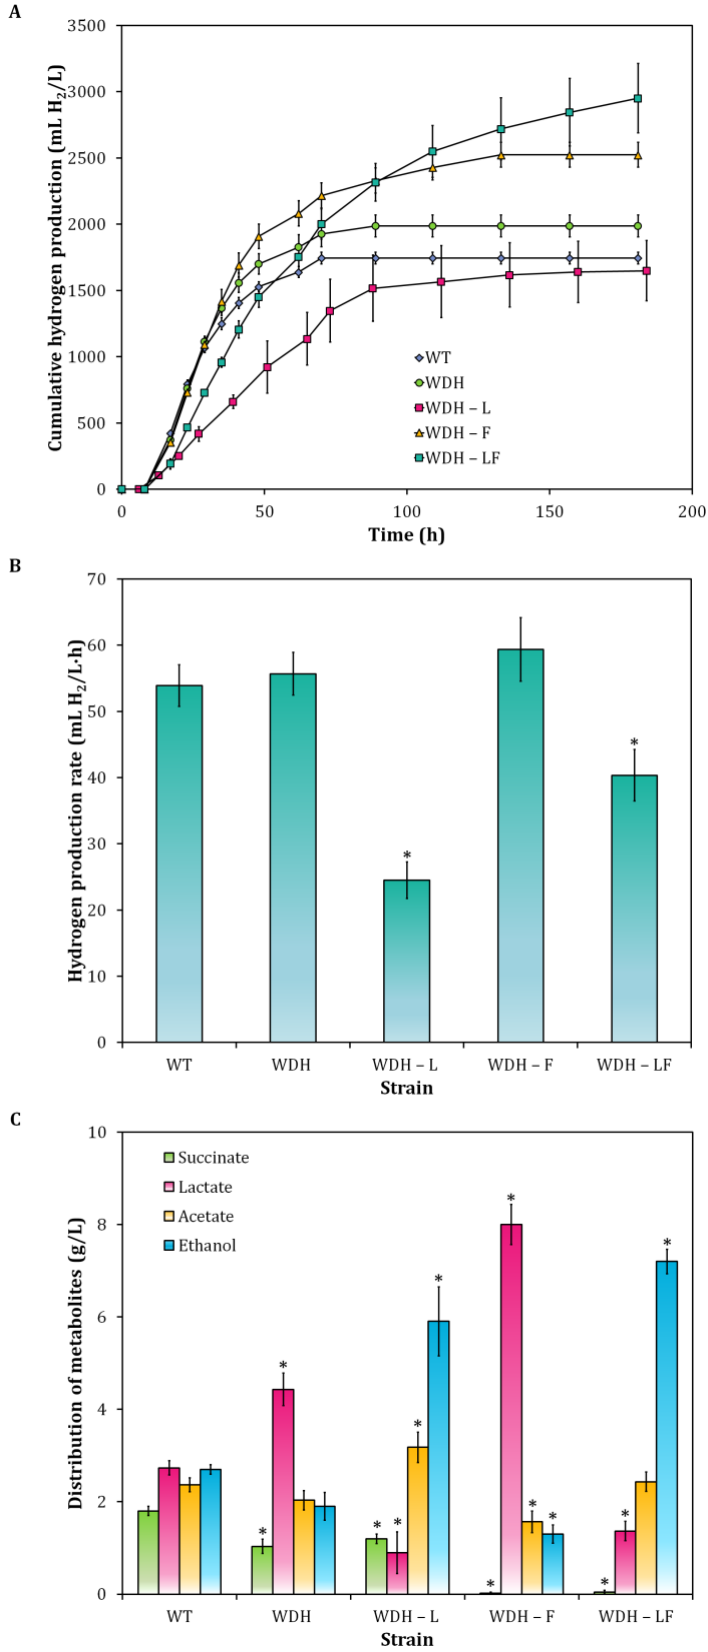 A
Cumulative hydrogen production (mL H2/L)
3500
3000
2500
2000
1500
1000
500
0
WT
WDH
WDH – L
WDH – F
WDH – LF
0 50 100 150 200
Time (h)
B
Hydrogen production rate (mL H2/L·h)
70
60
50
40
30
20
10
0
*
*
WT WDH WDH – L WDH – F WDH – LF
Strain
C
Distribution of metabolites (g/L)
10
8
6
4
2
0
Succinate
Lactate
Acetate
Ethanol
* *
* * * *
* * * *
* * *
WT WDH WDH – L WDH – F WDH – LF
Strain